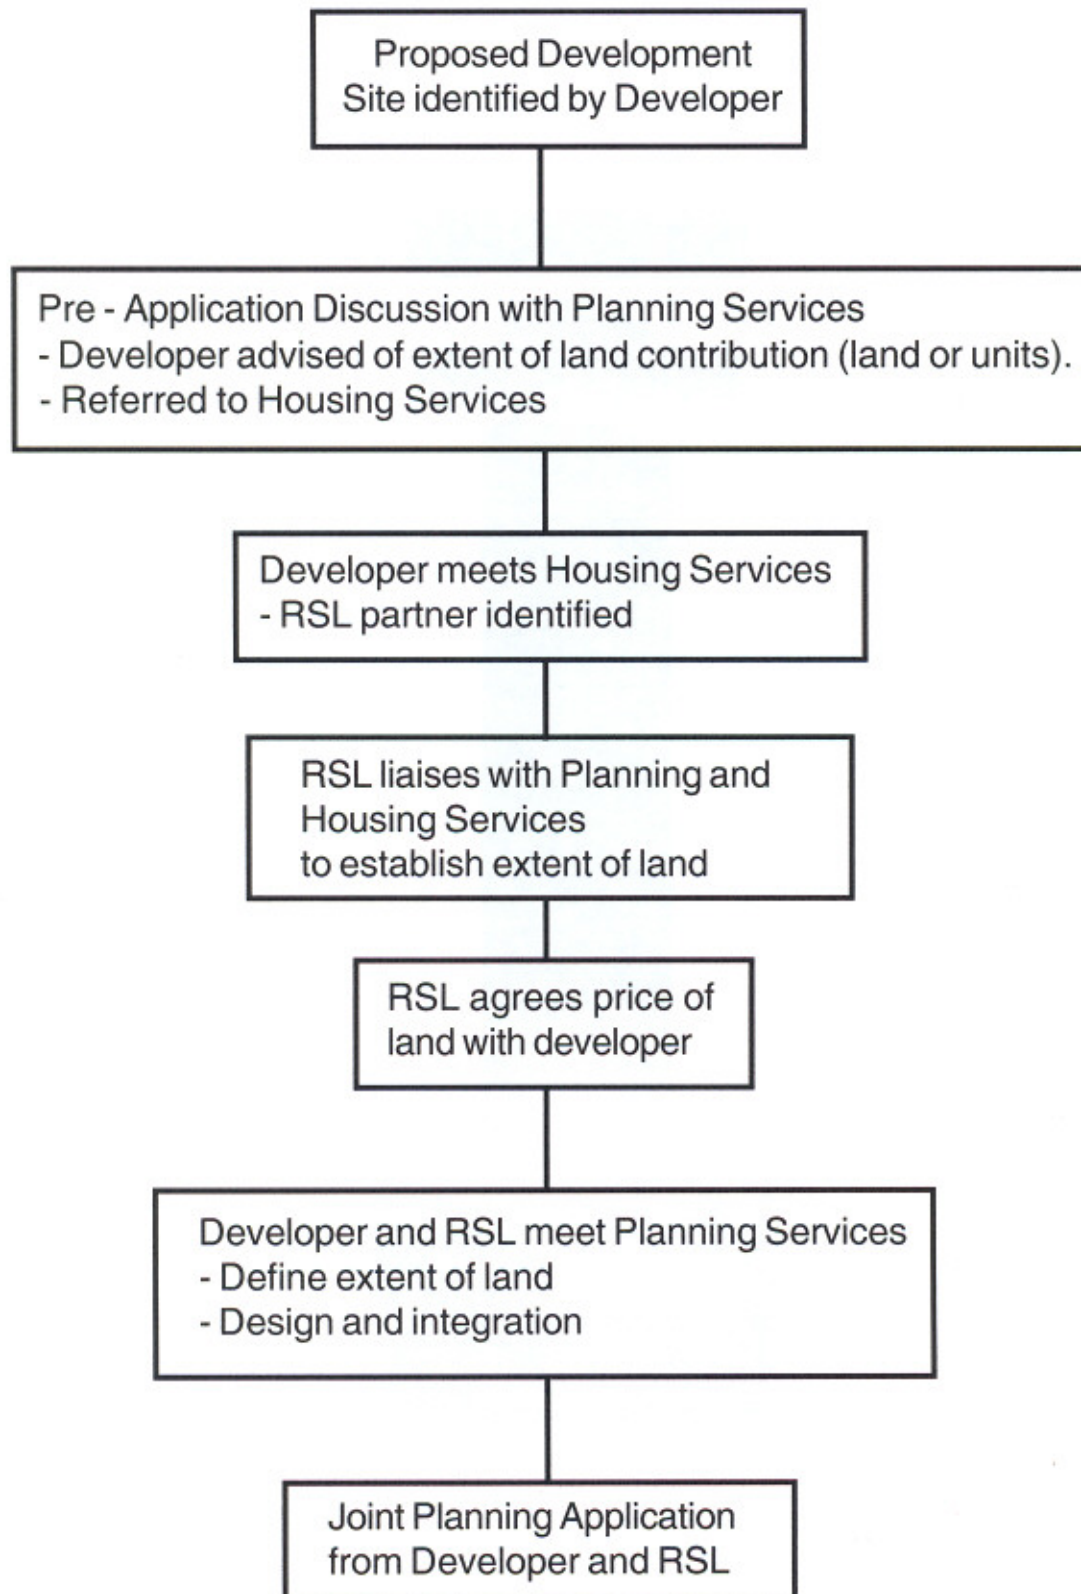 Proposed Development
Site identified by Developer
Pre - Application Discussion with Planning Services
- Developer advised of extent of land contribution (land or units).
- Referred to Housing Services
Developer meets Housing Services
- RSL partner identified
RSL liaises with Planning and
Housing Services
to establish extent of land
RSL agrees price of
land with developer
Developer and RSL meet Planning Services
- Define extent of land
- Design and integration
Joint Planning Application
from Developer and RSL